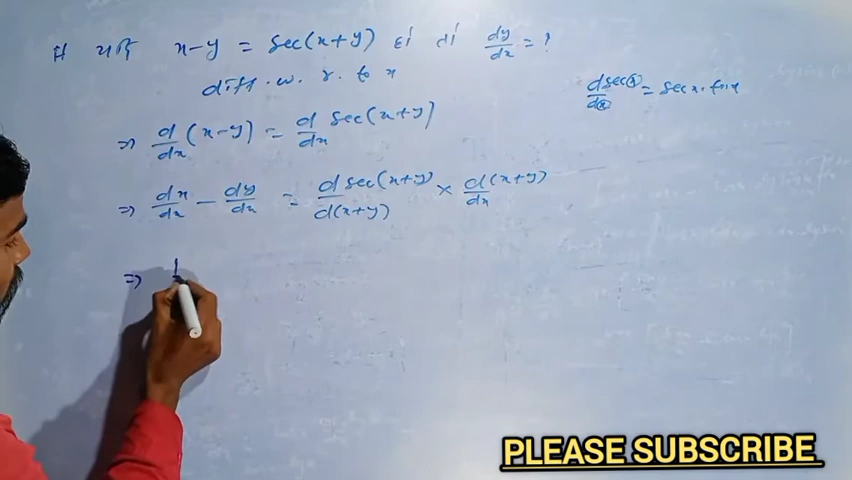 # यदि x-y = sec(x+y) हो तो dy/dx = ?
diff. w. r. to x
d sec(x)/d(x) = sec x . tan x
⇒ d/dx (x-y) = d/dx sec(x+y)
⇒ dx/dx - dy/dx = d sec(x+y)/d(x+y) × d(x+y)/dx
⇒ 1
PLEASE SUBSCRIBE